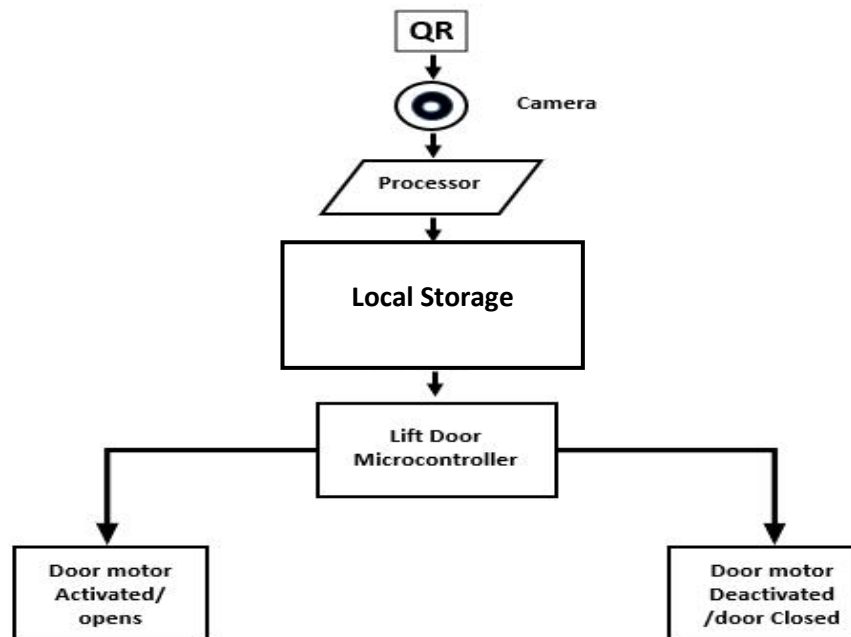 QR
Camera
Processor
Local Storage
Lift Door
Microcontroller
Door motor
Activated/
opens
Door motor
Deactivated
/door Closed